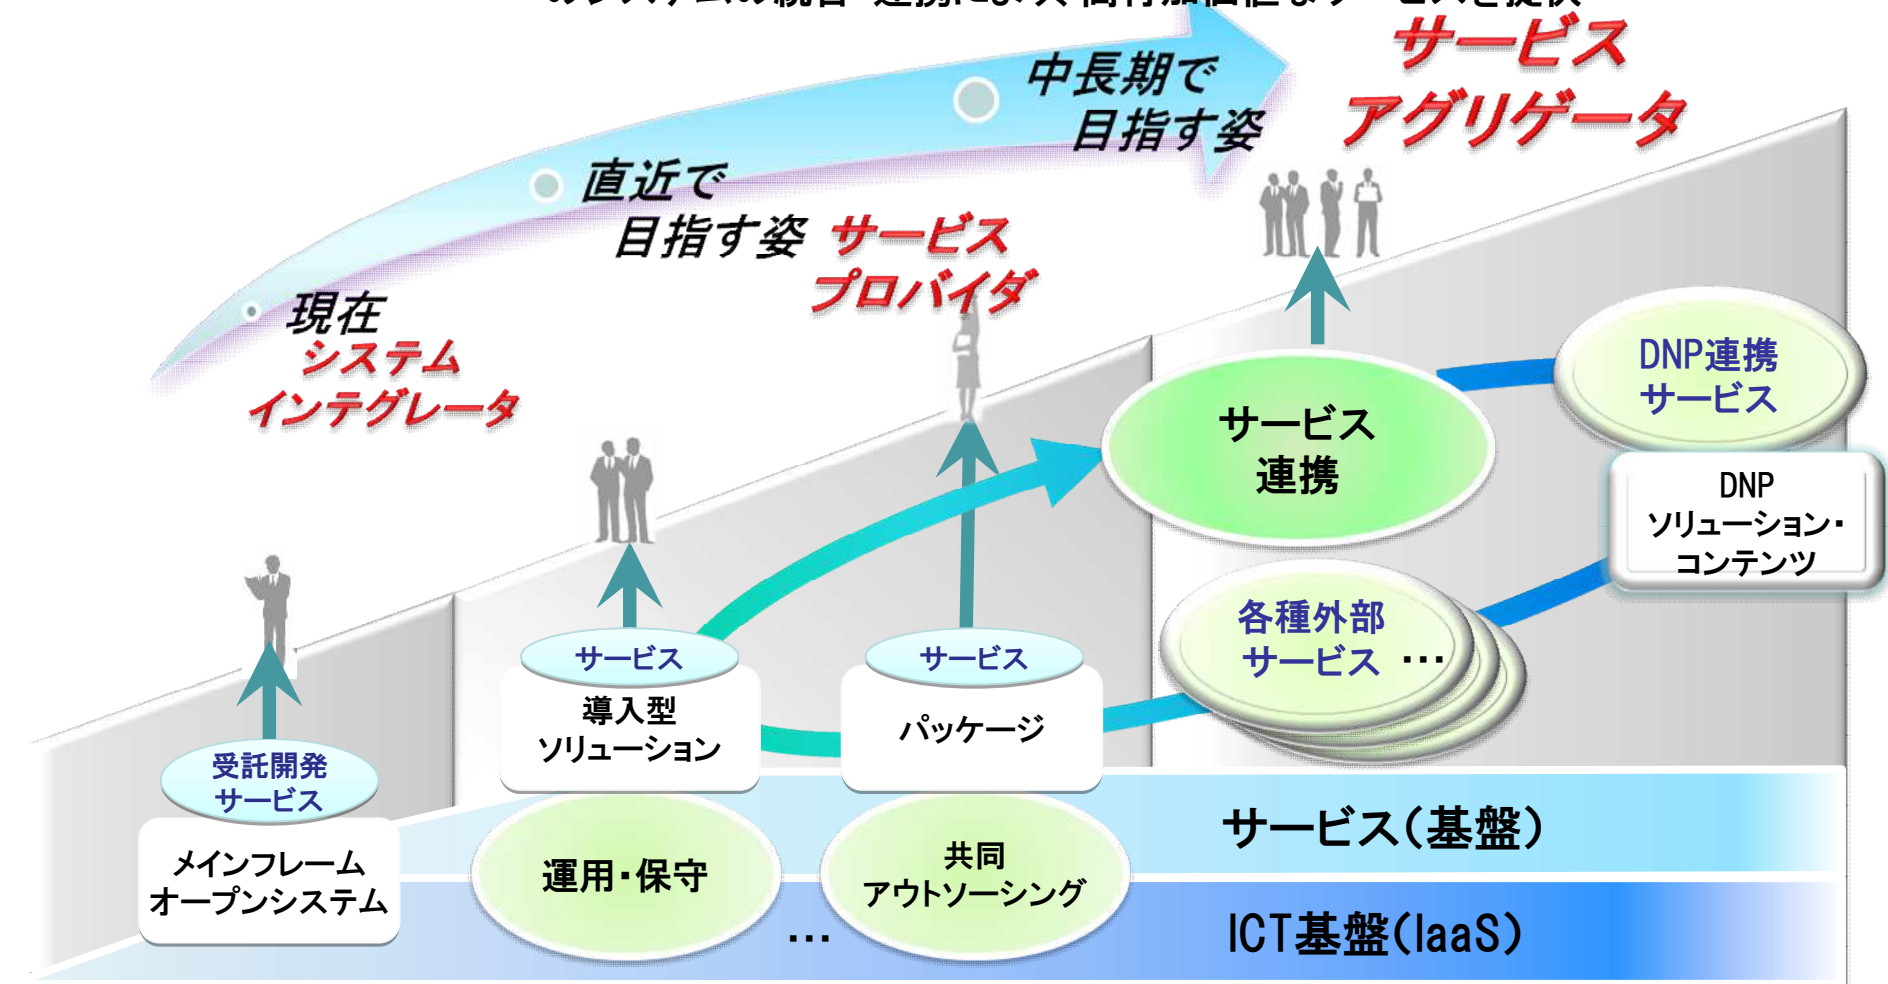 サービス
アグリゲータ
中長期で
目指す姿
直近で
目指す姿
サービス
プロバイダ
現在
システム
インテグレータ
DNP連携
サービス
サービス
連携
DNP
ソリューション・
コンテンツ
各種外部
サービス …
サービス
導入型
ソリューション
サービス
パッケージ
受託開発
サービス
メインフレーム
オープンシステム
サービス（基盤）
運用・保守
…
共同
アウトソーシング
ICT基盤（IaaS）